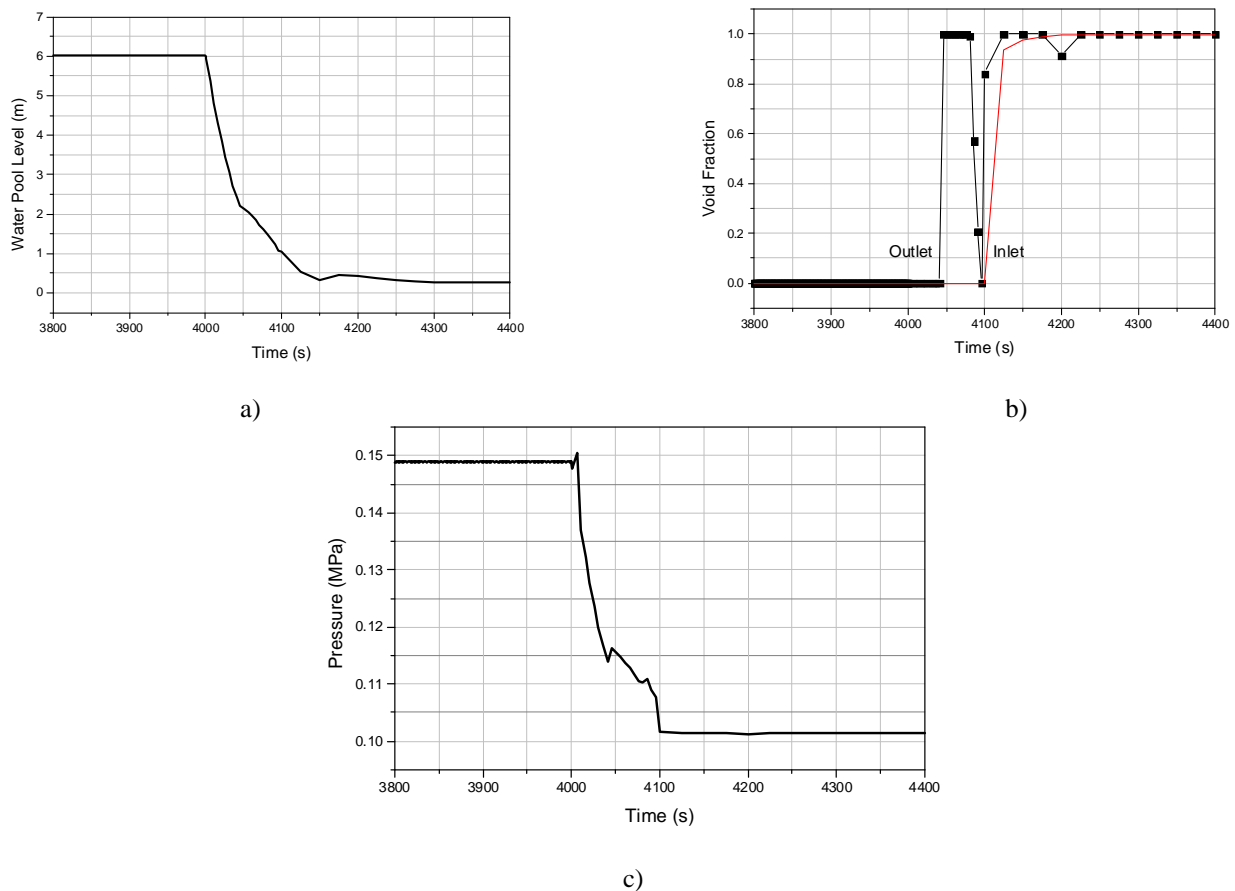 7
6
5
4
3
2
1
0
Water Pool Level (m)
3800 3900 4000 4100 4200 4300 4400
Time (s)
a)
1.0
0.8
0.6
0.4
0.2
0.0
Void Fraction
Outlet Inlet
3800 3900 4000 4100 4200 4300 4400
Time (s)
b)
0.15
0.14
0.13
0.12
0.11
0.10
Pressure (MPa)
3800 3900 4000 4100 4200 4300 4400
Time (s)
c)